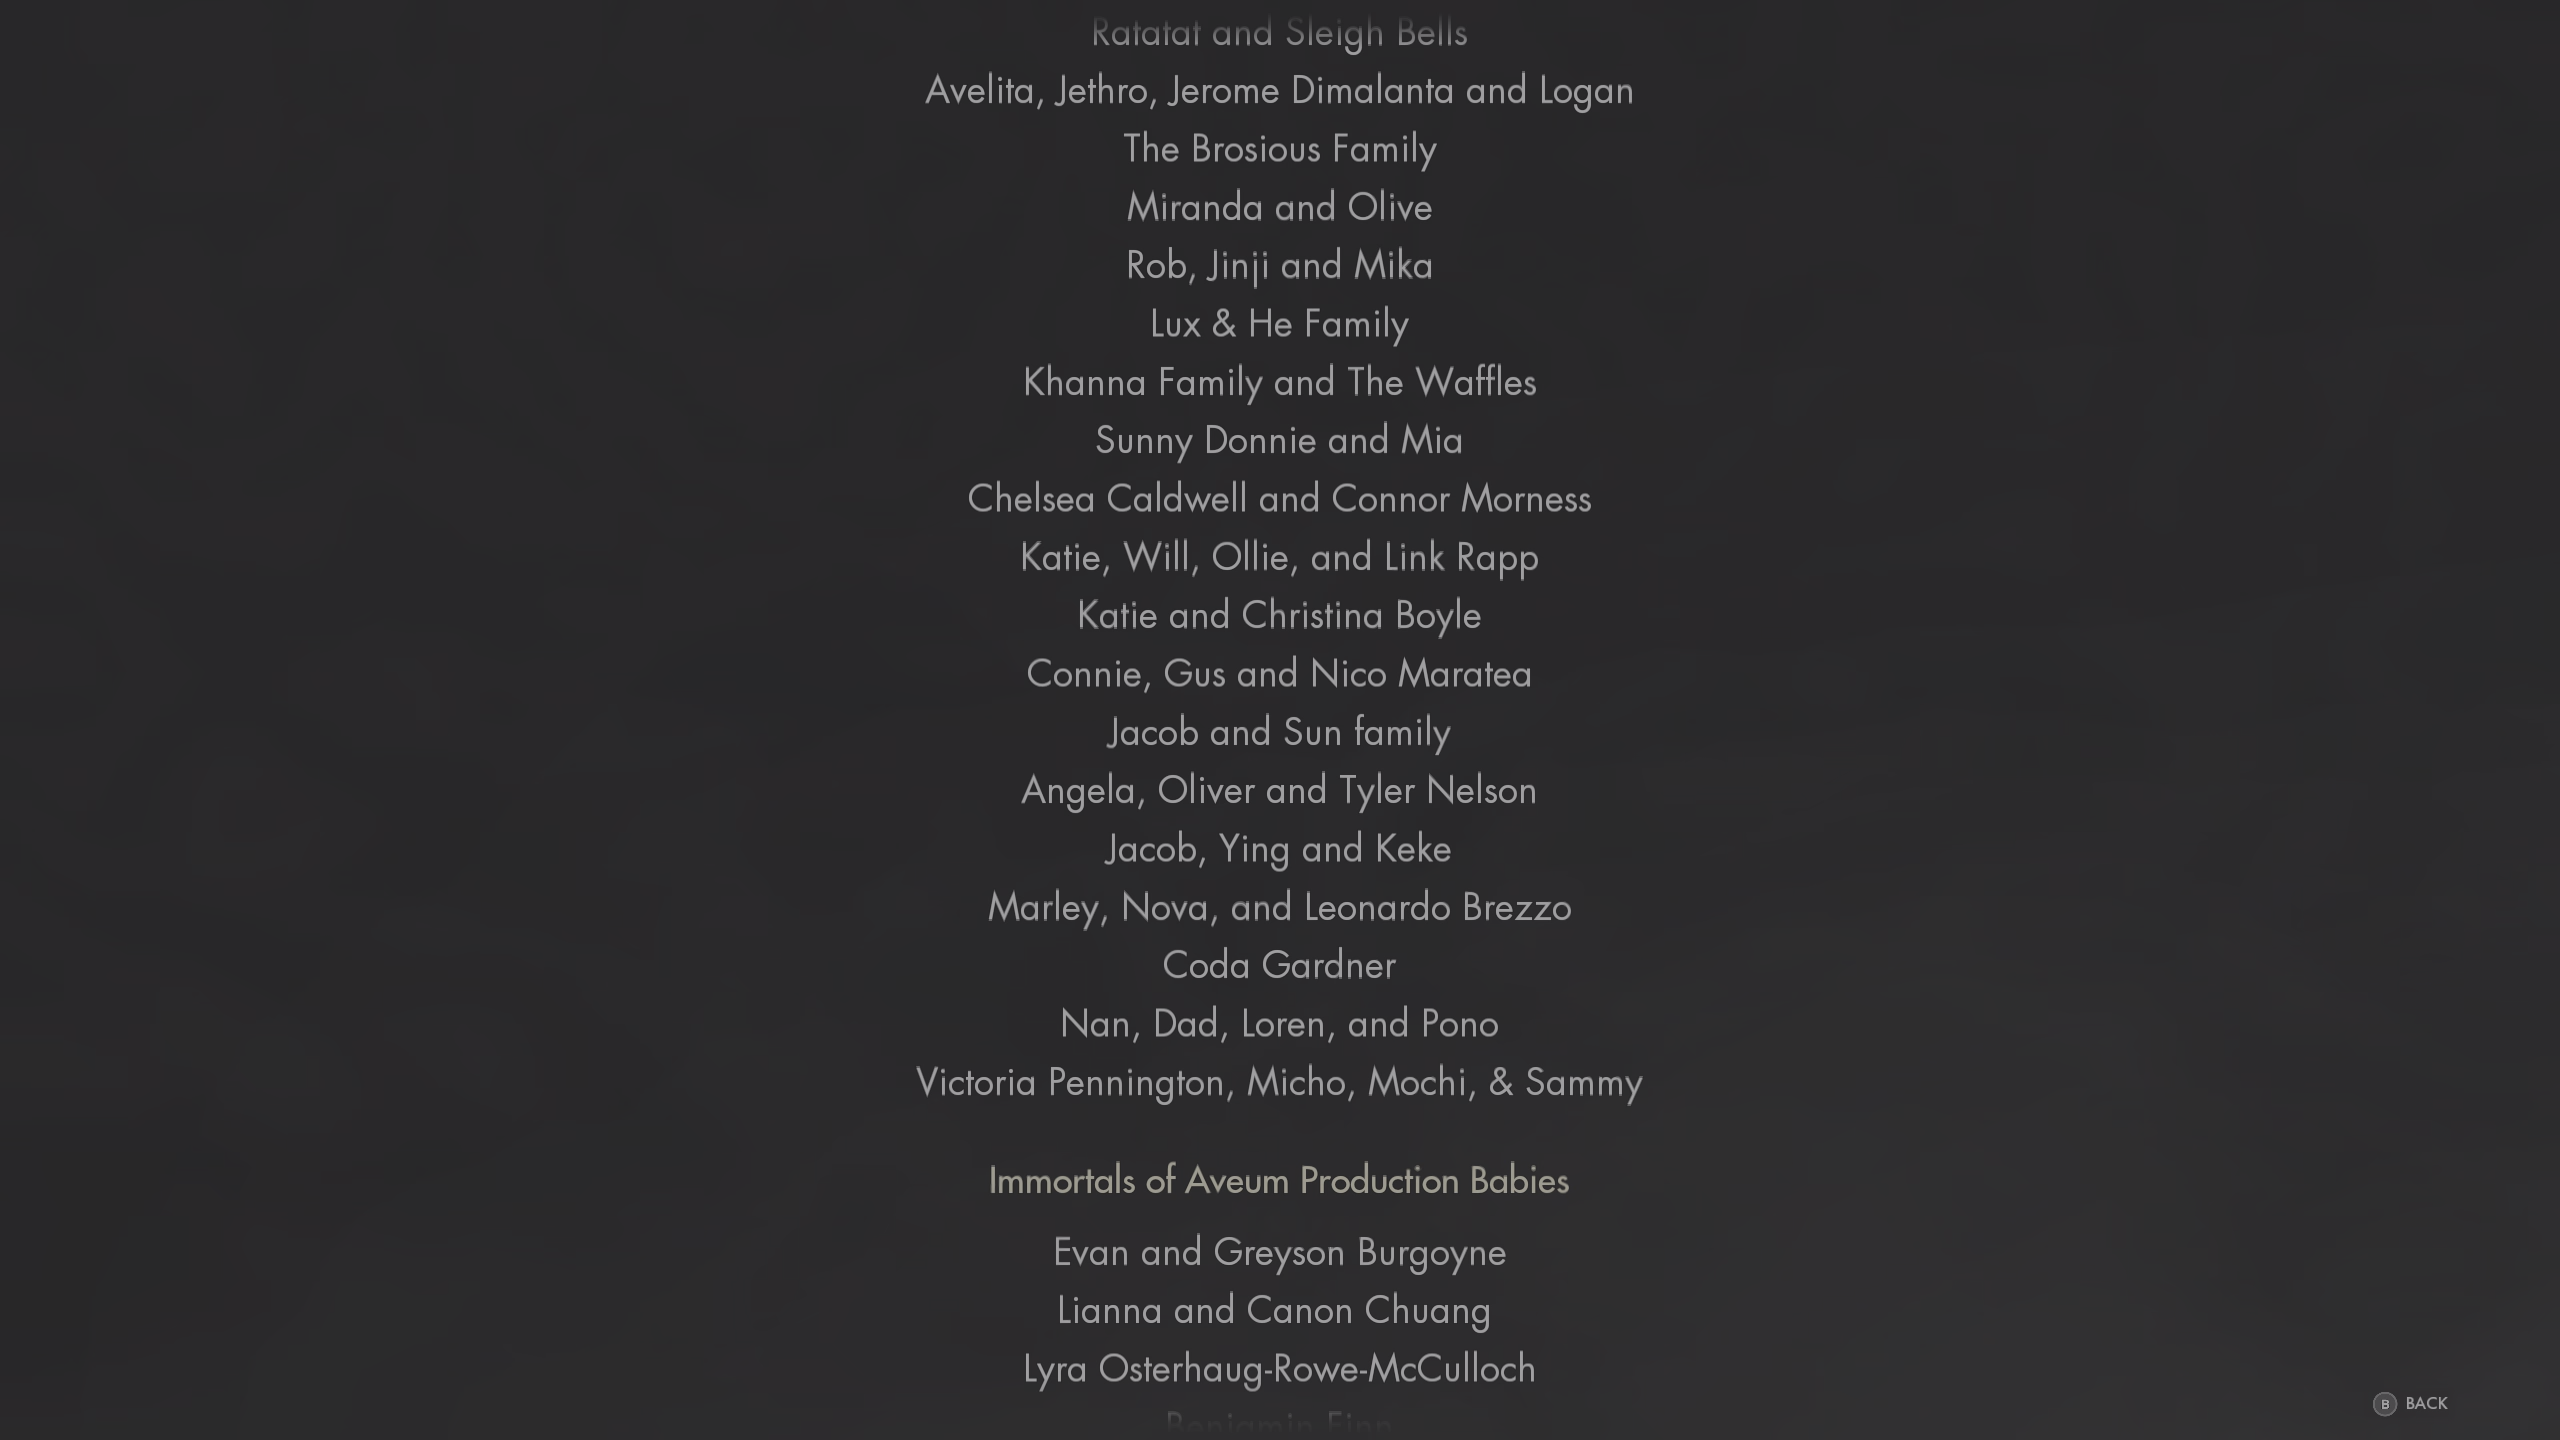 Ratatat and Sleigh Bells
Avelita, Jethro, Jerome Dimalanta and Logan
The Brosious Family
Miranda and Olive
Rob, Jinji and Mika
Lux & He Family
Khanna Family and The Waffles
Sunny Donnie and Mia
Chelsea Caldwell and Connor Morness
Katie, Will, Ollie, and Link Rapp
Katie and Christina Boyle
Connie, Gus and Nico Maratea
Jacob and Sun family
Angela, Oliver and Tyler Nelson
Jacob, Ying and Keke
Marley, Nova, and Leonardo Brezzo
Coda Gardner
Nan, Dad, Loren, and Pono
Victoria Pennington, Micho, Mochi, & Sammy
Immortals of Aveum Production Babies
Evan and Greyson Burgoyne
Lianna and Canon Chuang
Lyra Osterhaug-Rowe-McCulloch
Benjamin Finn
B BACK